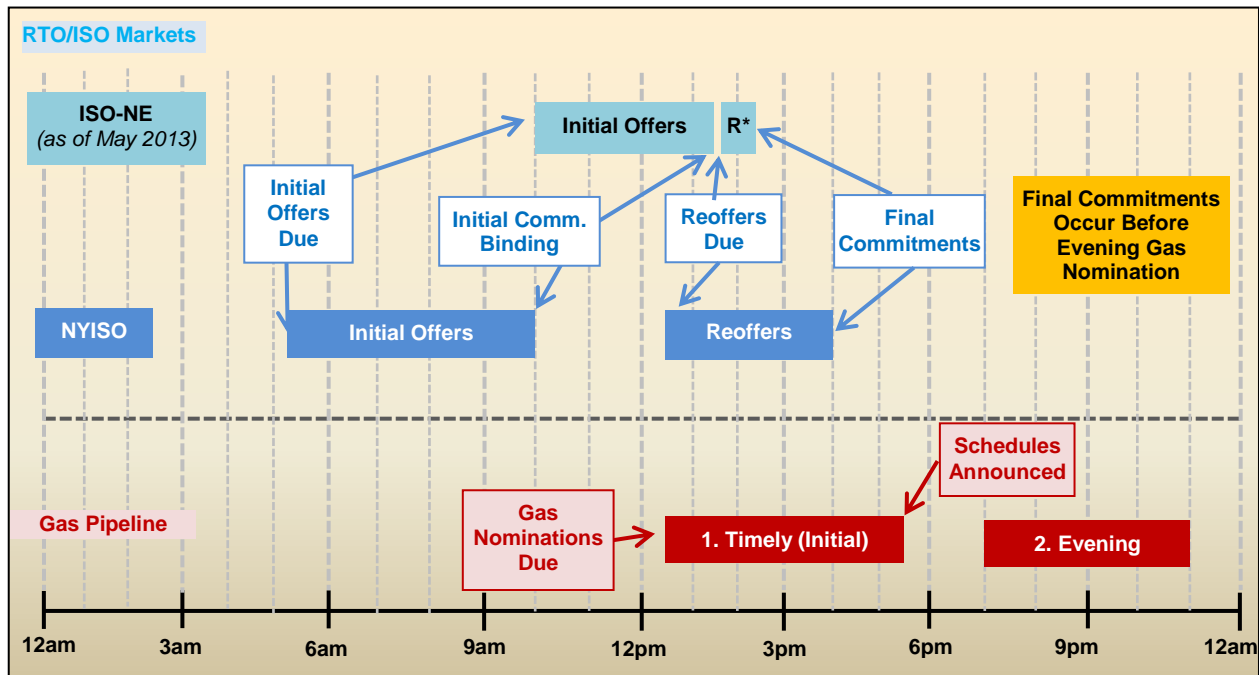 RTO/ISO Markets
ISO-NE
(as of May 2013)
Initial Offers
R*
Initial
Offers
Due
Initial Comm.
Binding
Reoffers
Due
Final
Commitments
Final Commitments
Occur Before
Evening Gas
Nomination
NYISO
Initial Offers
Reoffers
Schedules
Announced
Gas Pipeline
Gas
Nominations
Due
1. Timely (Initial)
2. Evening
12am
3am
6am
9am
12pm
3pm
6pm
9pm
12am